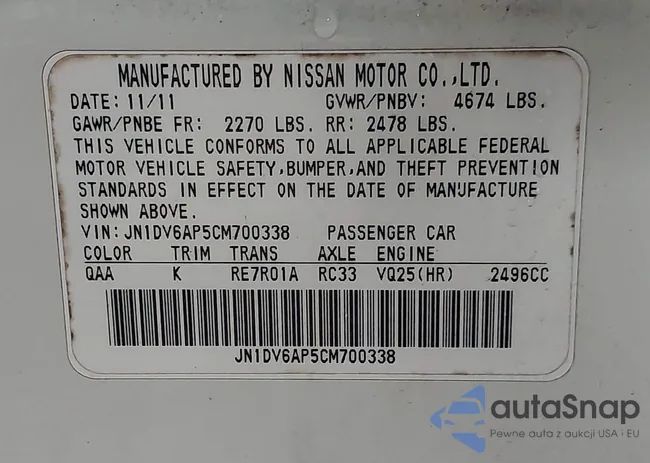 MANUFACTURED BY NISSAN MOTOR CO.,LTD.
DATE: 11/11 GVWR/PNBV: 4674 LBS.
GAWR/PNBE FR: 2270 LBS. RR: 2478 LBS.
THIS VEHICLE CONFORMS TO ALL APPLICABLE FEDERAL
MOTOR VEHICLE SAFETY,BUMPER,AND THEFT PREVENTION
STANDARDS IN EFFECT ON THE DATE OF MANUFACTURE
SHOWN ABOVE.
VIN: JN1DV6AP5CM700338 PASSENGER CAR
COLOR TRIM TRANS AXLE ENGINE
QAA K RE7R01A RC33 VQ25(HR) 2496CC
JN1DV6AP5CM700338
autoSnap
Pewne auta z aukcji USA i EU